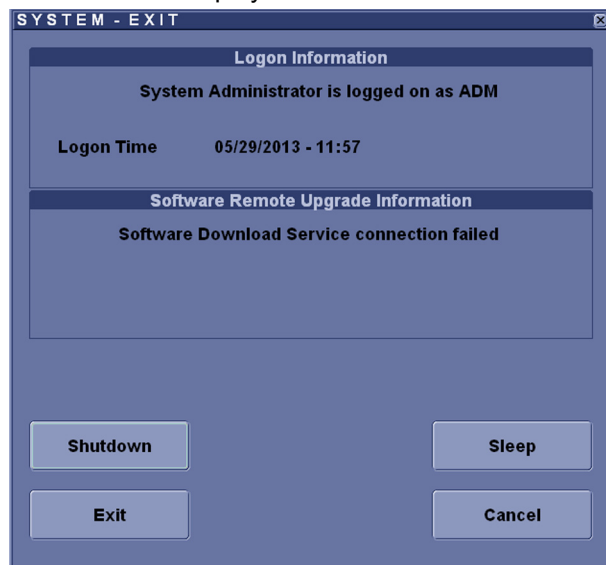 SYSTEM - EXIT
Logon Information
System Administrator is logged on as ADM
Logon Time 05/29/2013 - 11:57
Software Remote Upgrade Information
Software Download Service connection failed
Shutdown Sleep
Exit Cancel